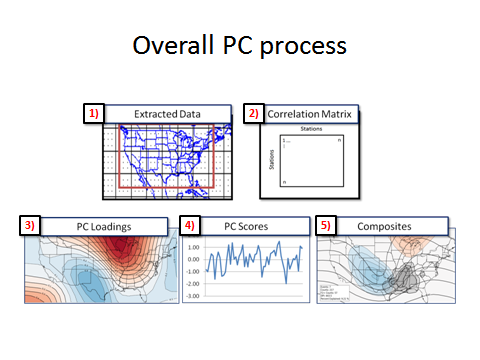 Overall PC process
1) Extracted Data
2) Correlation Matrix
Stations
1 ... n
Stations
n
3) PC Loadings
4) PC Scores
5) Composites
1.00
0.00
-1.00
-2.00
-3.00